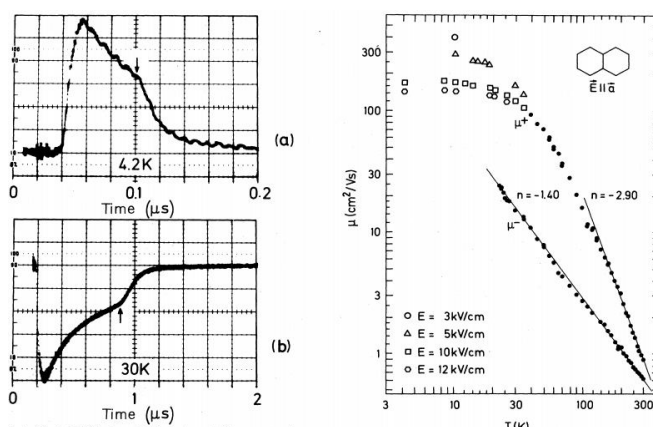 (a)
4.2K
0
0.1
0.2
Time (μs)
(b)
30K
0
1
2
Time (μs)
μ(cm²/Vs)
300
100
30
10
3
1
E || a
μ+
n = -1.40
n = -2.90
μ-
E = 3kV/cm
E = 5kV/cm
E = 10kV/cm
E = 12kV/cm
3
10
30
100
300
T(K)